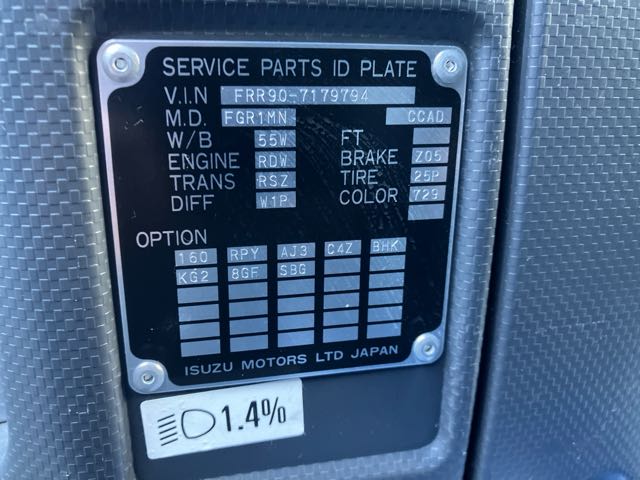 SERVICE PARTS ID PLATE
V.I.N FRR90-7179794
M.D. FGR1MN CCAD
W/B 55W FT
ENGINE RDW BRAKE Z05
TRANS RSZ TIRE 25P
DIFF W1P COLOR 729
OPTION
160 RPY AJ3 C4Z BHK
KG2 8GF SBG
ISUZU MOTORS LTD JAPAN
1.4%